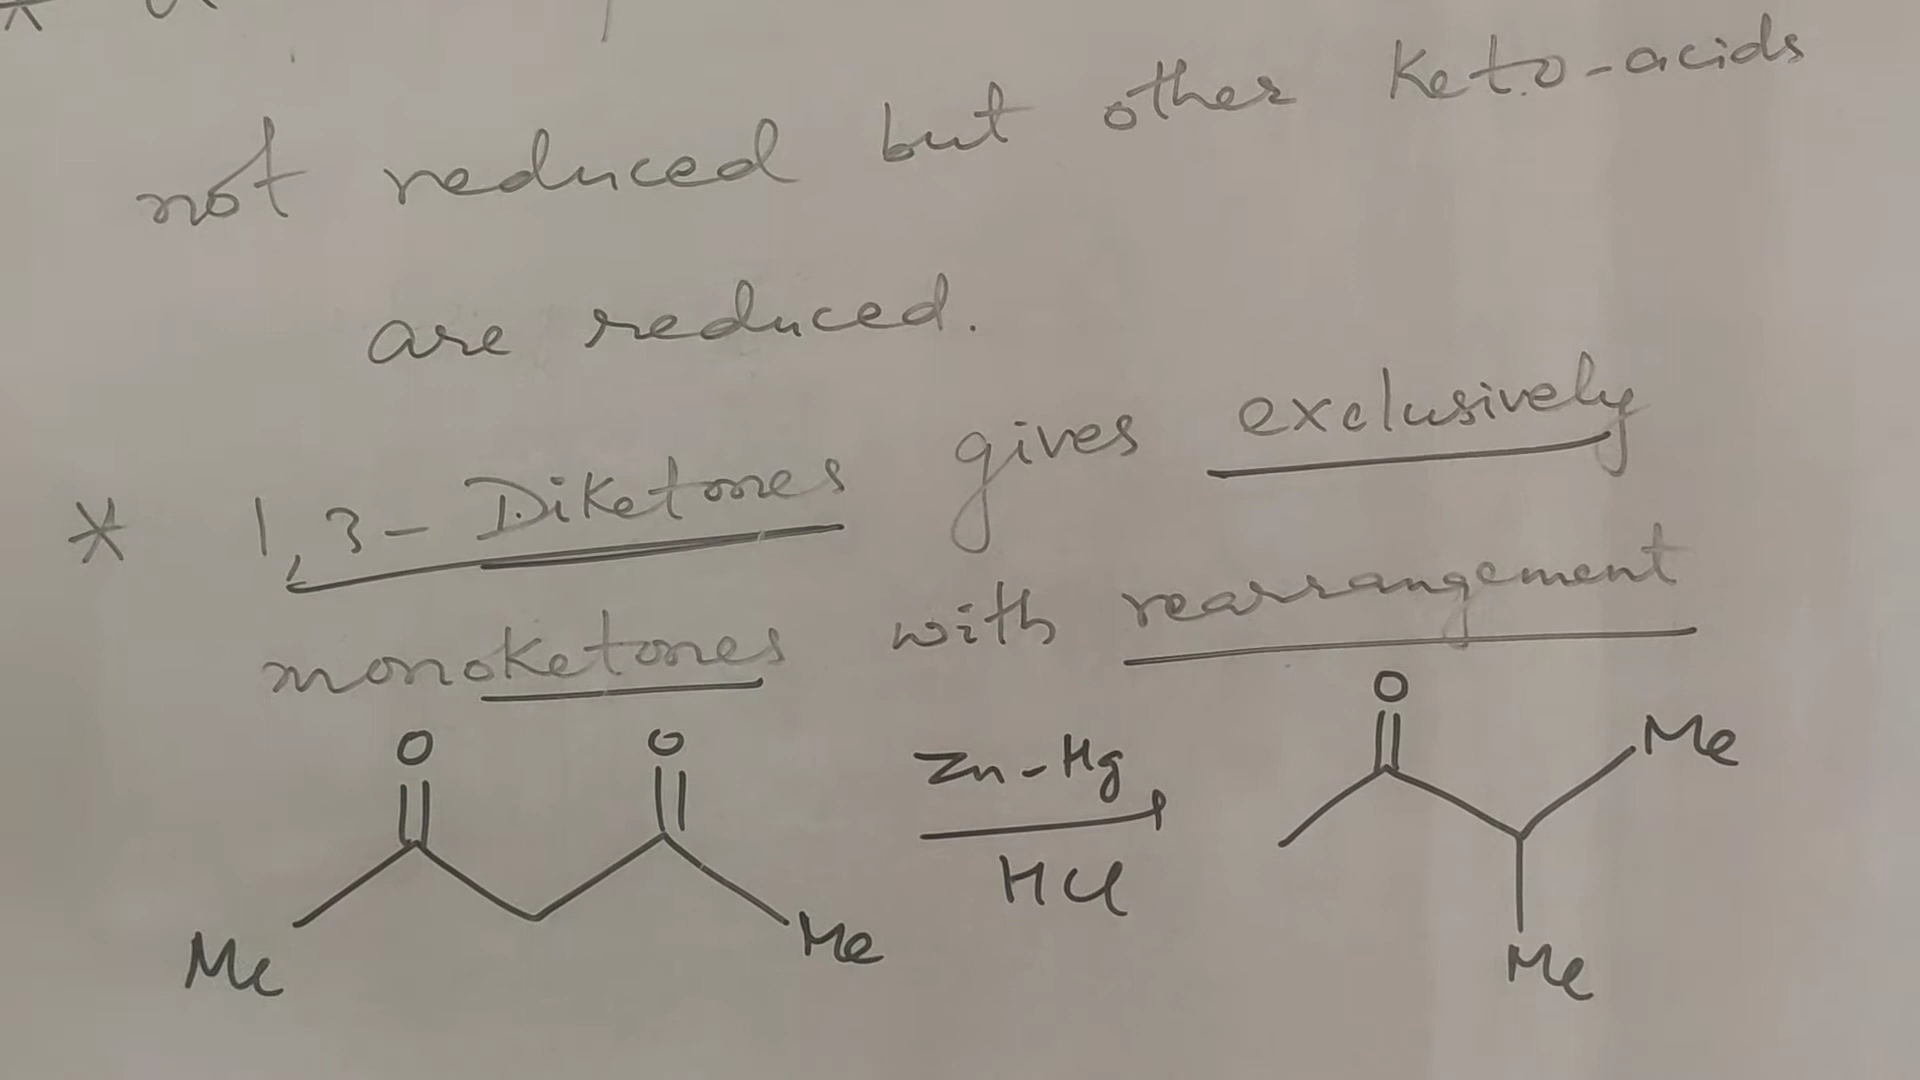 not reduced but other Keto-acids
are reduced.
* 1,3-Diketones gives exclusively
monoketones with rearrangement
O O Zn-Hg O Me
Me Me HCl Me